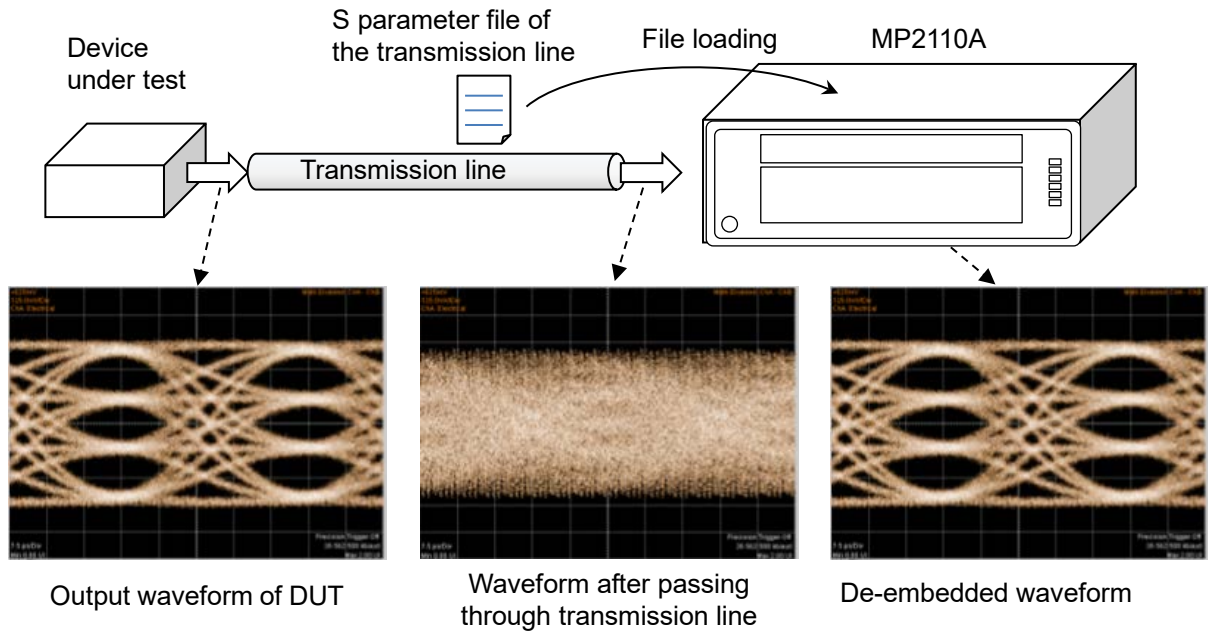 S parameter file of
the transmission line
Device
under test
File loading
MP2110A
Transmission line
Output waveform of DUT
Waveform after passing
through transmission line
De-embedded waveform